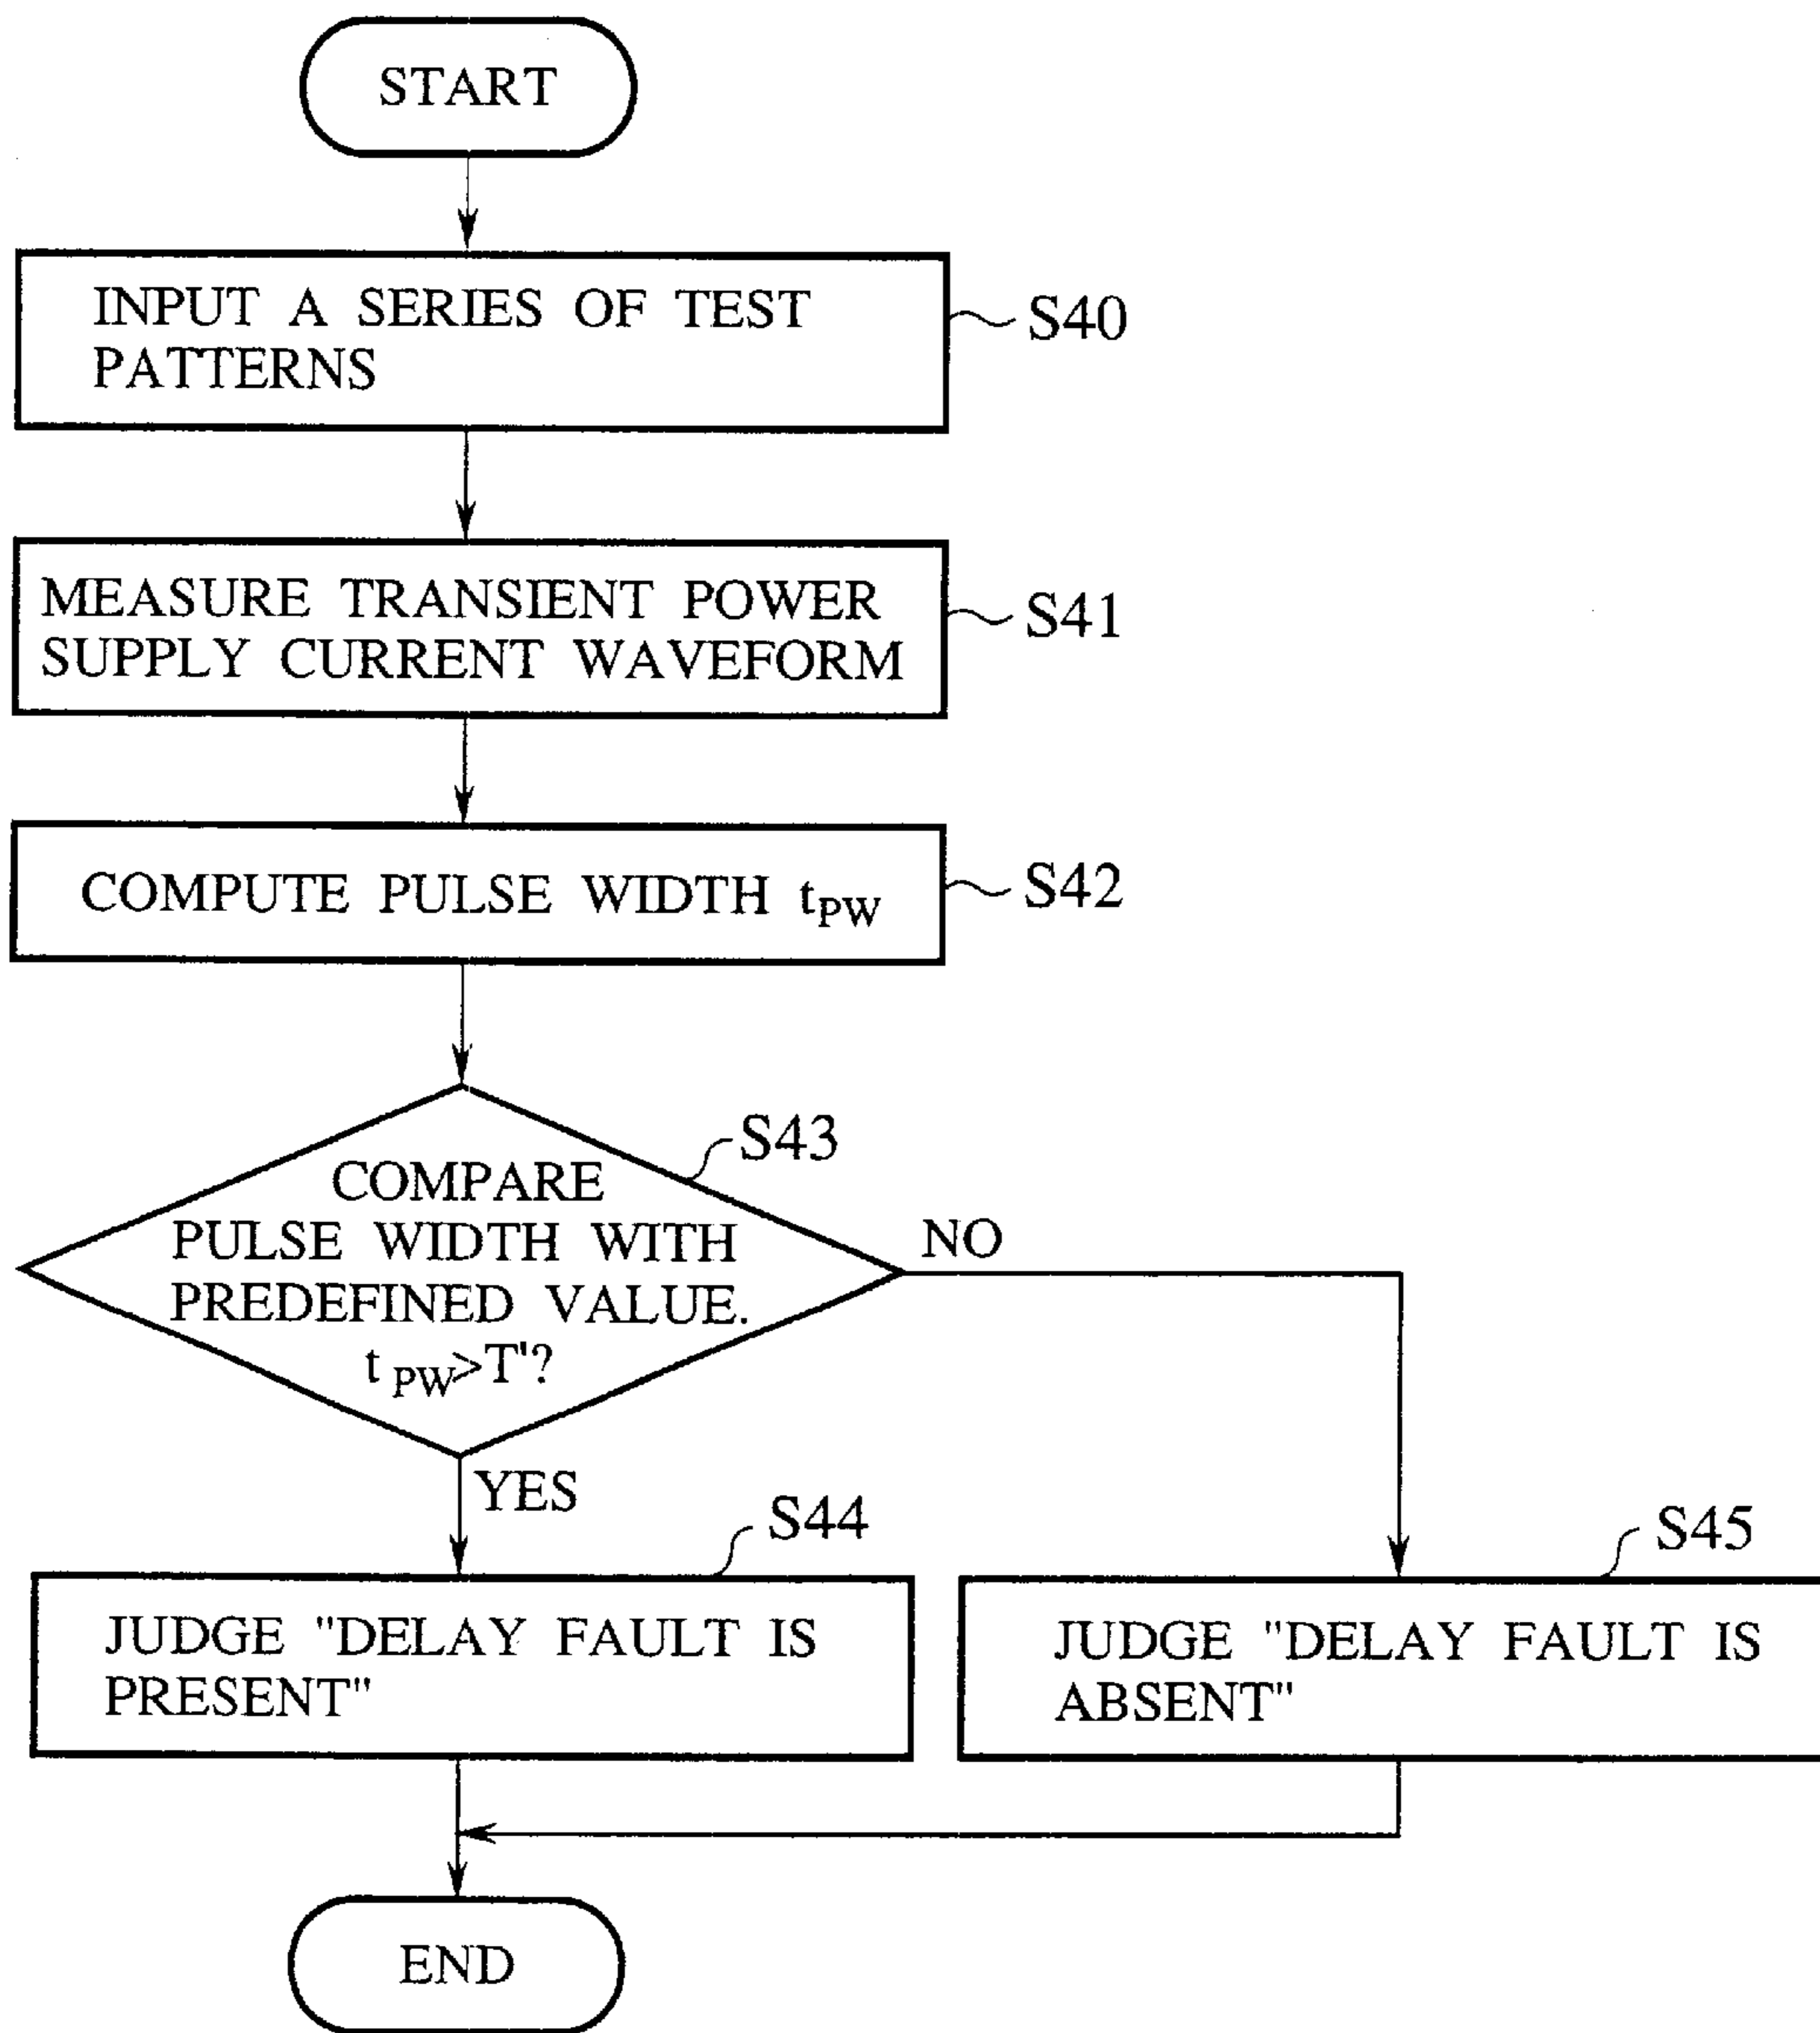 START
INPUT A SERIES OF TEST
PATTERNS
S40
MEASURE TRANSIENT POWER
SUPPLY CURRENT WAVEFORM
S41
COMPUTE PULSE WIDTH tPW
S42
S43
COMPARE
PULSE WIDTH WITH
PREDEFINED VALUE.
t PW>T'?
NO
YES
S44
JUDGE "DELAY FAULT IS
PRESENT"
S45
JUDGE "DELAY FAULT IS
ABSENT"
END